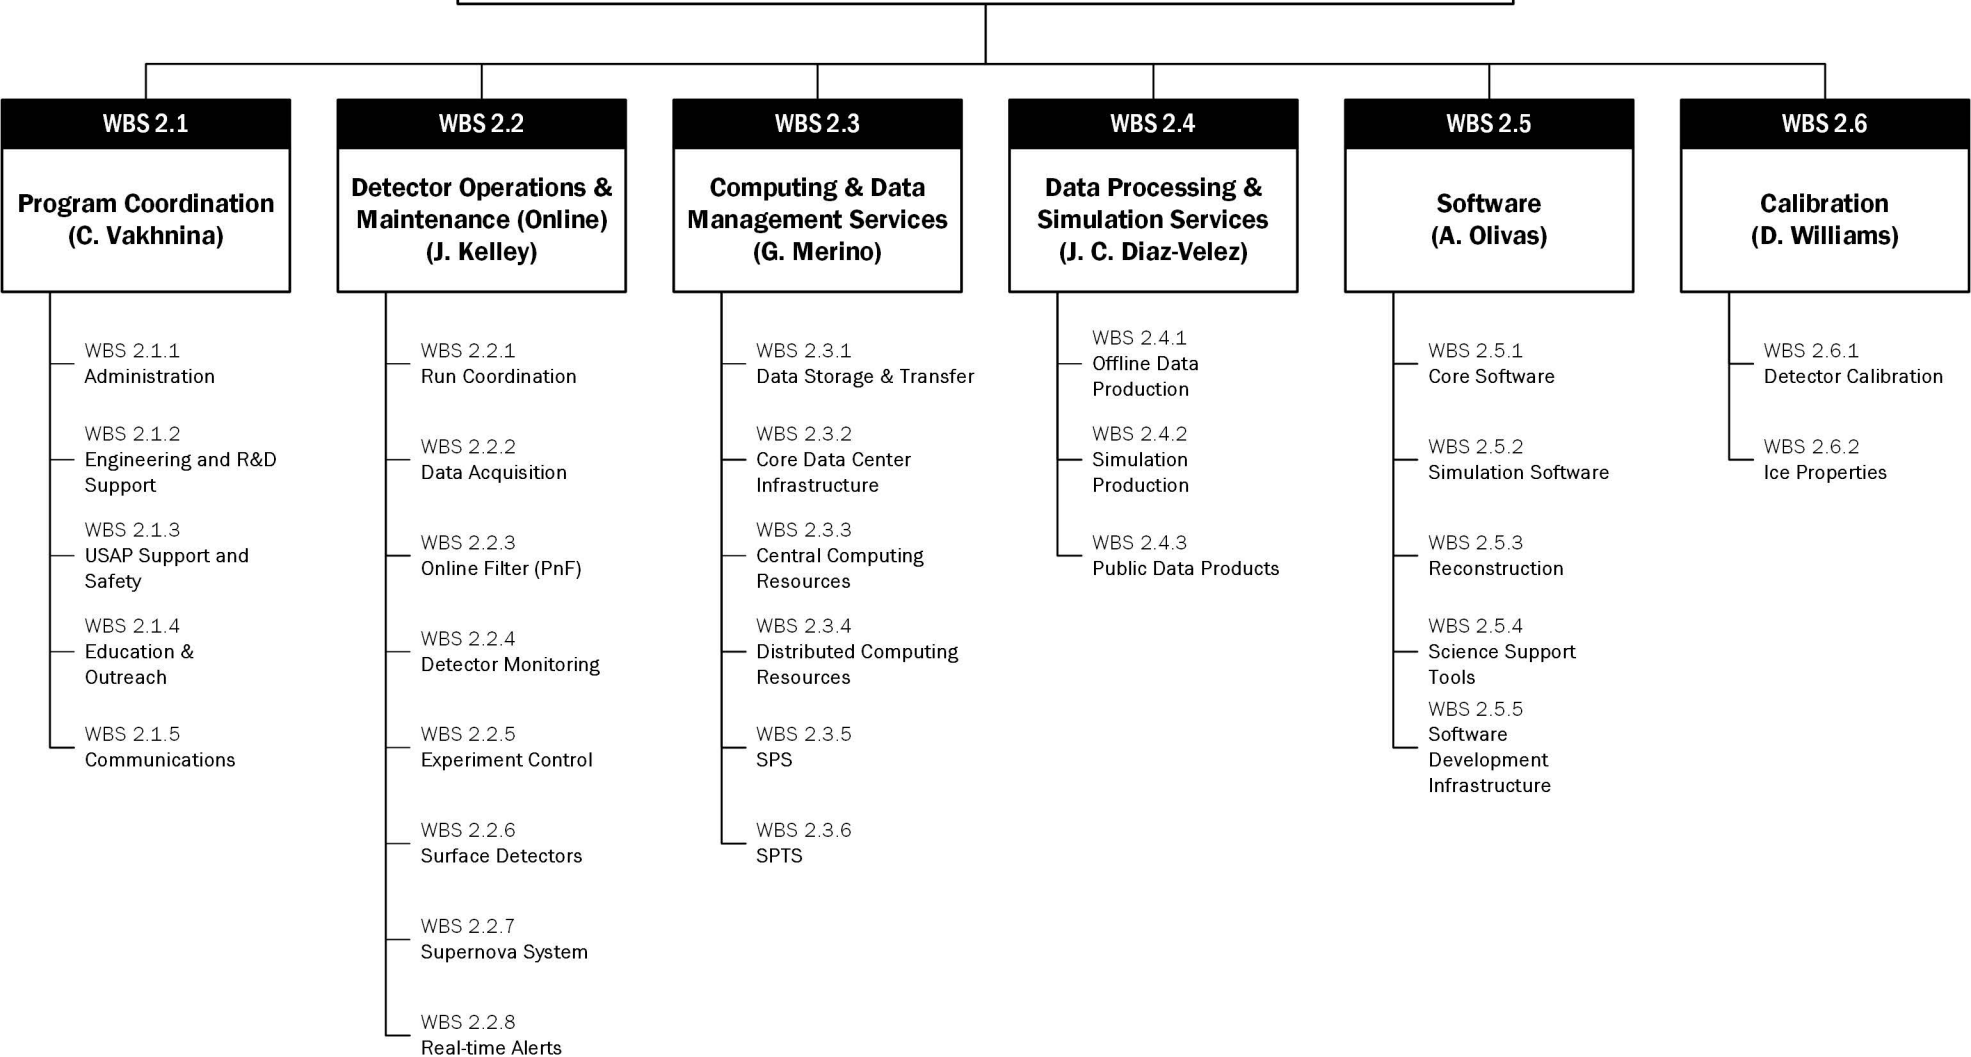 WBS 2.1
Program Coordination
(C. Vakhnina)
WBS 2.1.1
Administration
WBS 2.1.2
Engineering and R&D
Support
WBS 2.1.3
USAP Support and
Safety
WBS 2.1.4
Education &
Outreach
WBS 2.1.5
Communications
WBS 2.2
Detector Operations &
Maintenance (Online)
(J. Kelley)
WBS 2.2.1
Run Coordination
WBS 2.2.2
Data Acquisition
WBS 2.2.3
Online Filter (PnF)
WBS 2.2.4
Detector Monitoring
WBS 2.2.5
Experiment Control
WBS 2.2.6
Surface Detectors
WBS 2.2.7
Supernova System
WBS 2.2.8
Real-time Alerts
WBS 2.3
Computing & Data
Management Services
(G. Merino)
WBS 2.3.1
Data Storage & Transfer
WBS 2.3.2
Core Data Center
Infrastructure
WBS 2.3.3
Central Computing
Resources
WBS 2.3.4
Distributed Computing
Resources
WBS 2.3.5
SPS
WBS 2.3.6
SPTS
WBS 2.4
Data Processing &
Simulation Services
(J. C. Diaz-Velez)
WBS 2.4.1
Offline Data
Production
WBS 2.4.2
Simulation
Production
WBS 2.4.3
Public Data Products
WBS 2.5
Software
(A. Olivas)
WBS 2.5.1
Core Software
WBS 2.5.2
Simulation Software
WBS 2.5.3
Reconstruction
WBS 2.5.4
Science Support
Tools
WBS 2.5.5
Software
Development
Infrastructure
WBS 2.6
Calibration
(D. Williams)
WBS 2.6.1
Detector Calibration
WBS 2.6.2
Ice Properties